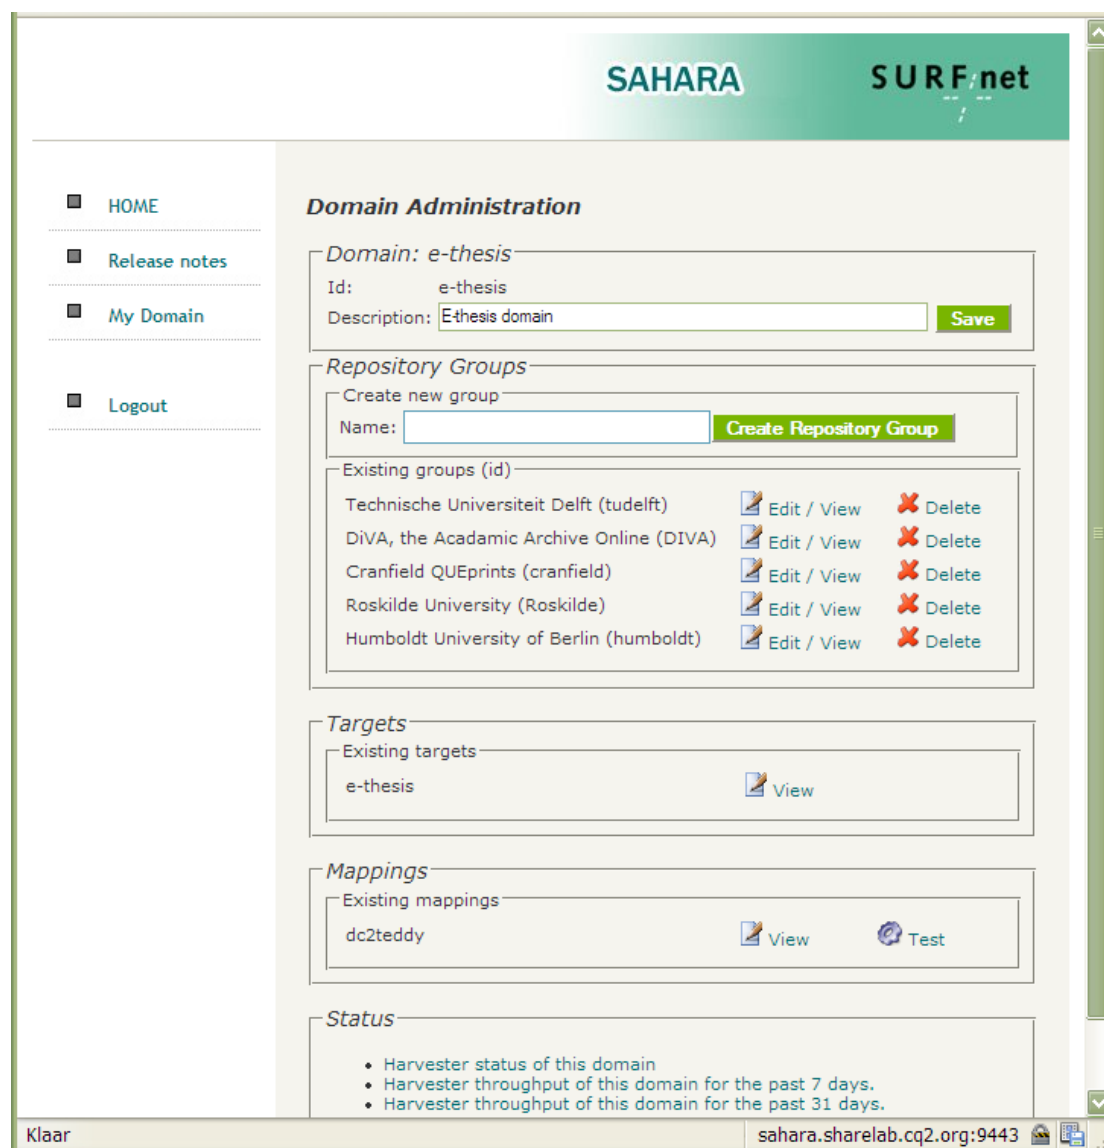 SAHARA
SURFnet
HOME
Release notes
My Domain
Logout
Domain Administration
Domain: e-thesis
Id: e-thesis
Description: E-thesis domain Save
Repository Groups
Create new group
Name: Create Repository Group
Existing groups (id)
Technische Universiteit Delft (tudelft) Edit / View Delete
DiVA, the Acadamic Archive Online (DIVA) Edit / View Delete
Cranfield QUEprints (cranfield) Edit / View Delete
Roskilde University (Roskilde) Edit / View Delete
Humboldt University of Berlin (humboldt) Edit / View Delete
Targets
Existing targets
e-thesis View
Mappings
Existing mappings
dc2teddy View Test
Status
• Harvester status of this domain
• Harvester throughput of this domain for the past 7 days.
• Harvester throughput of this domain for the past 31 days.
Klaar sahara.sharelab.cq2.org:9443